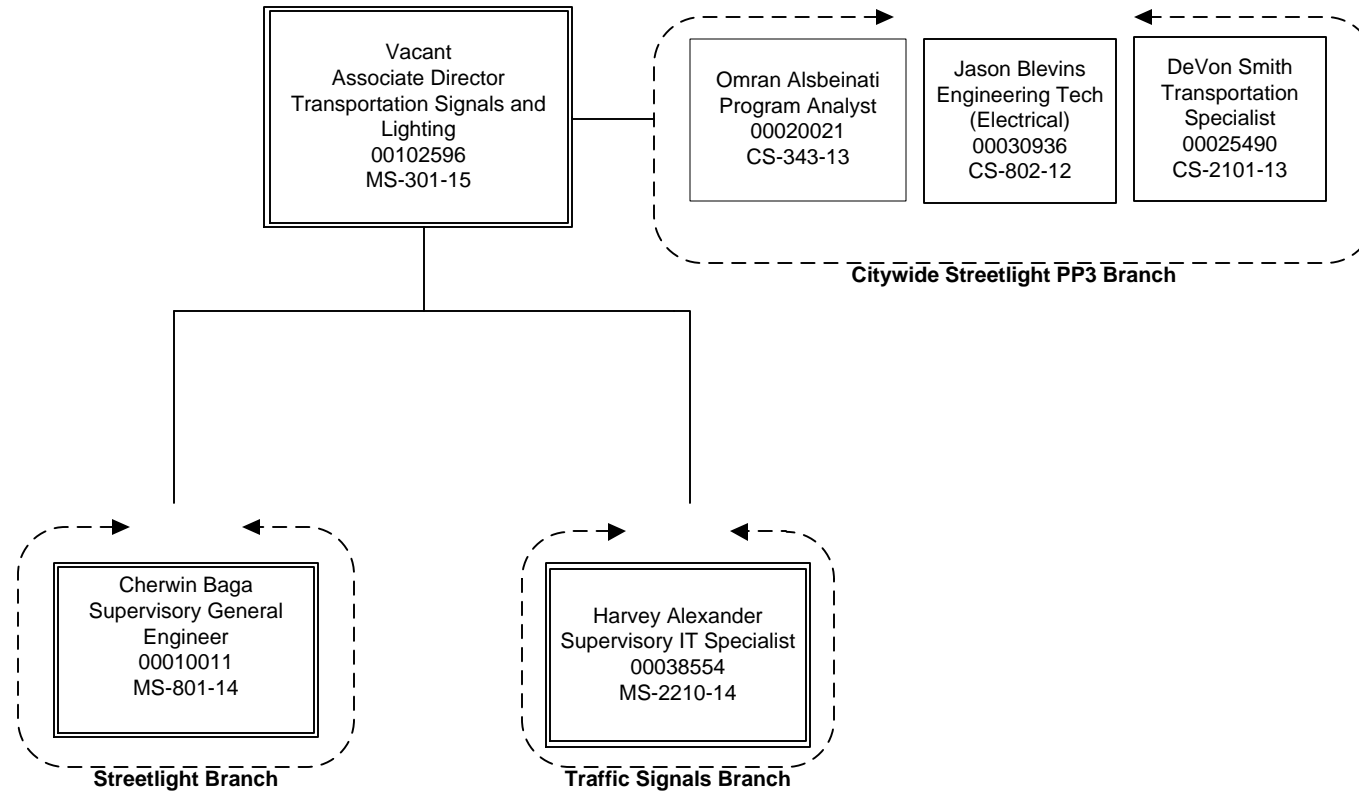 Vacant
Associate Director
Transportation Signals and
Lighting
00102596
MS-301-15
Omran Alsbeinati
Program Analyst
00020021
CS-343-13
Jason Blevins
Engineering Tech
(Electrical)
00030936
CS-802-12
DeVon Smith
Transportation
Specialist
00025490
CS-2101-13
Citywide Streetlight PP3 Branch
Cherwin Baga
Supervisory General
Engineer
00010011
MS-801-14
Streetlight Branch
Harvey Alexander
Supervisory IT Specialist
00038554
MS-2210-14
Traffic Signals Branch